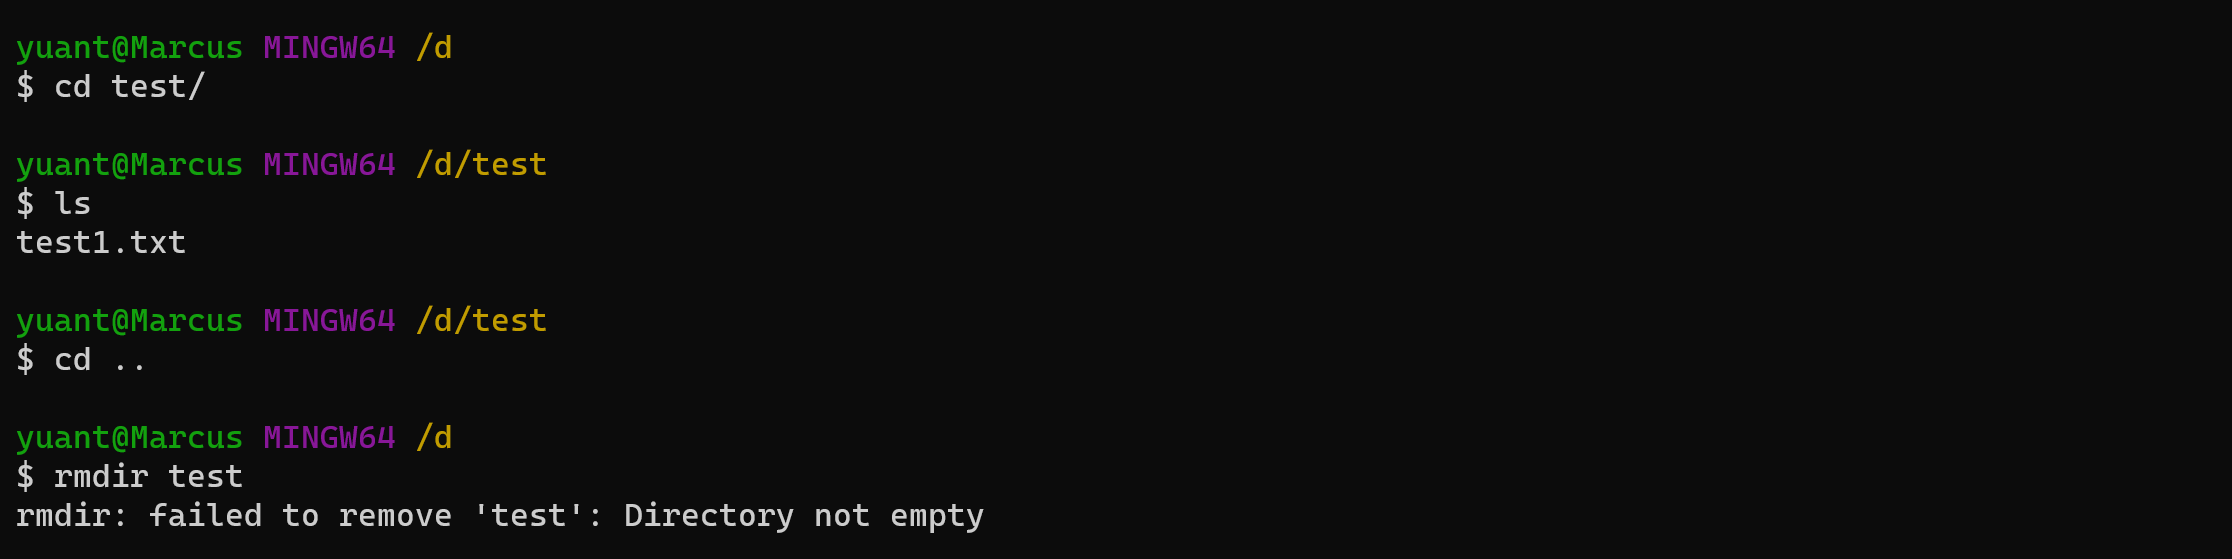 yuant@Marcus MINGW64 /d
$ cd test/
yuant@Marcus MINGW64 /d/test
$ ls
test1.txt
yuant@Marcus MINGW64 /d/test
$ cd ..
yuant@Marcus MINGW64 /d
$ rmdir test
rmdir: failed to remove 'test': Directory not empty